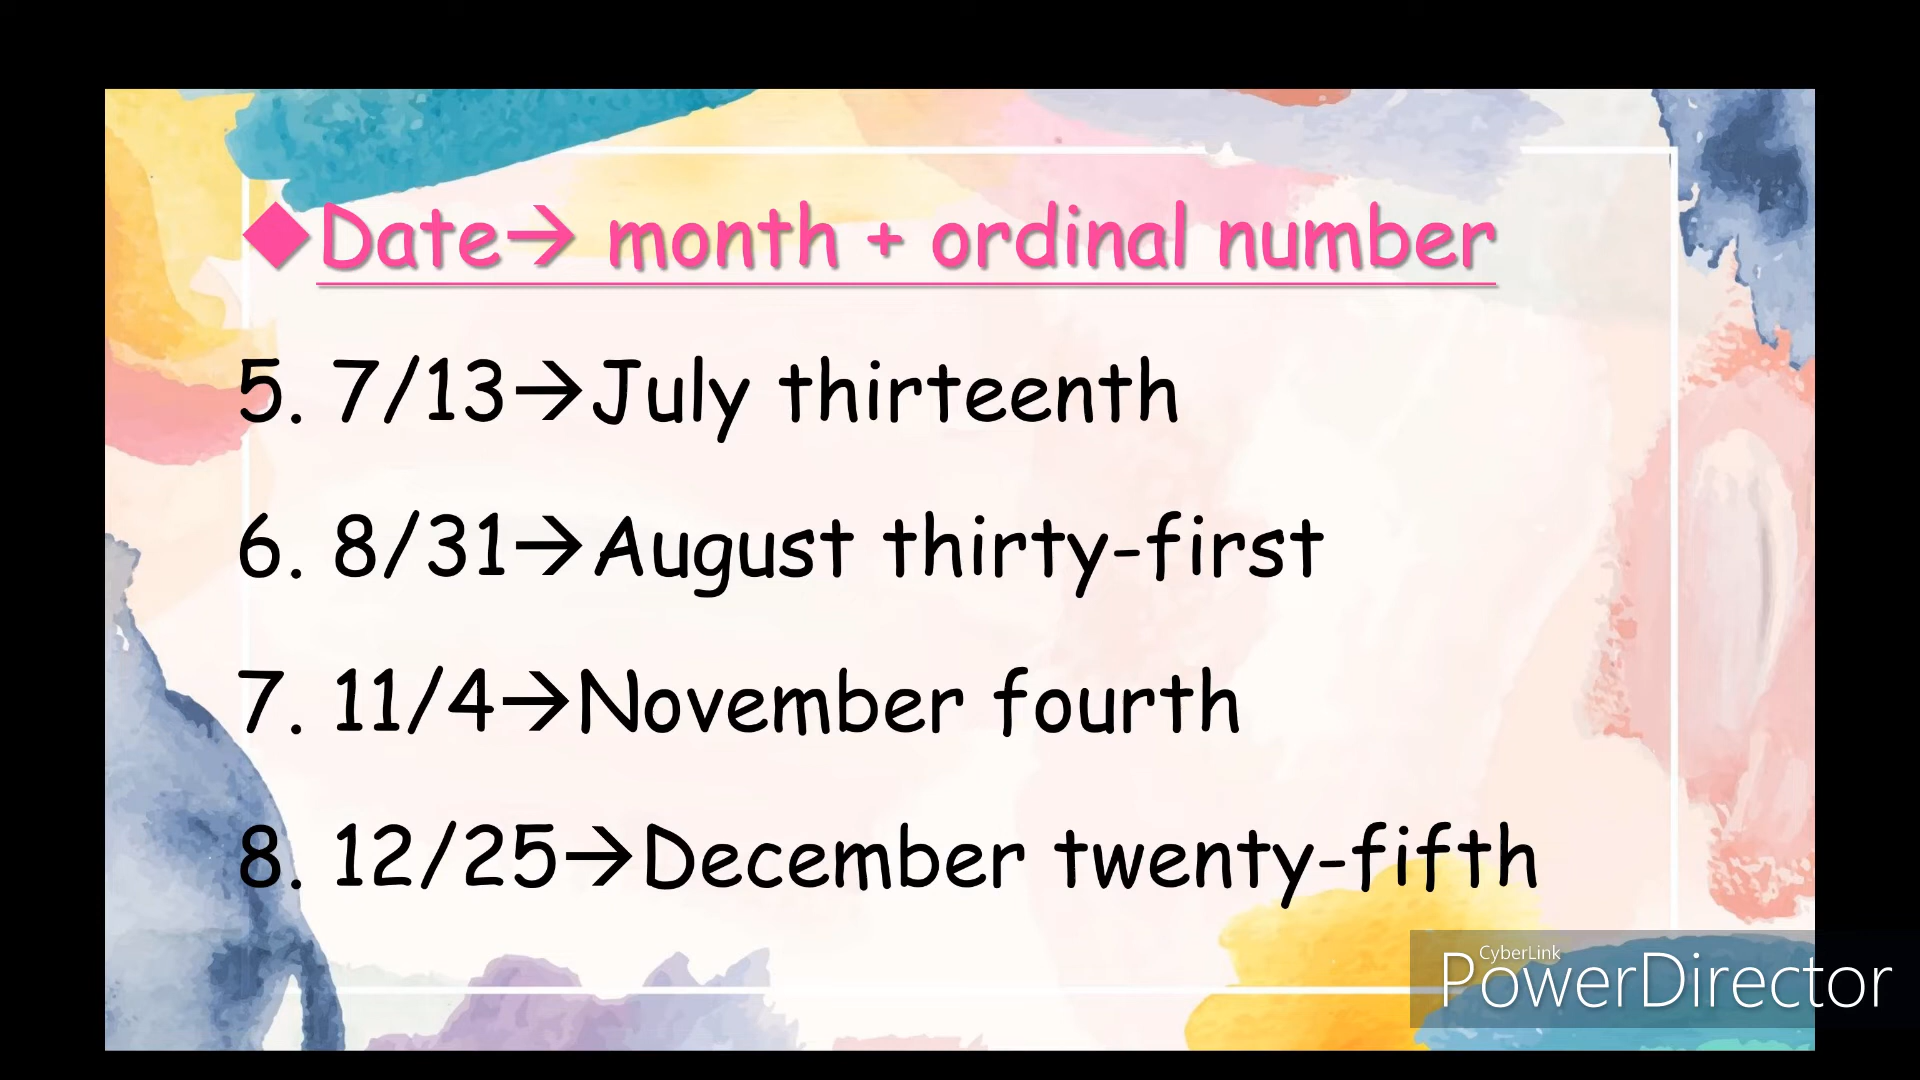 ◆Date→ month + ordinal number
5. 7/13→July thirteenth
6. 8/31→August thirty-first
7. 11/4→November fourth
8. 12/25→December twenty-fifth
CyberLink
PowerDirector